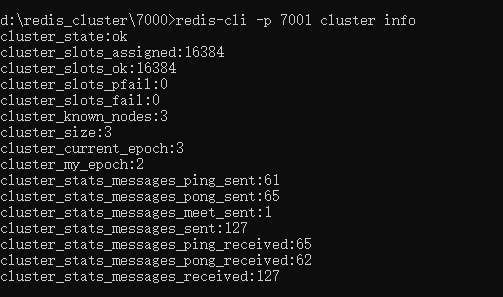 d:\redis_cluster\7000>redis-cli -p 7001 cluster info
cluster_state:ok
cluster_slots_assigned:16384
cluster_slots_ok:16384
cluster_slots_pfail:0
cluster_slots_fail:0
cluster_known_nodes:3
cluster_size:3
cluster_current_epoch:3
cluster_my_epoch:2
cluster_stats_messages_ping_sent:61
cluster_stats_messages_pong_sent:65
cluster_stats_messages_meet_sent:1
cluster_stats_messages_sent:127
cluster_stats_messages_ping_received:65
cluster_stats_messages_pong_received:62
cluster_stats_messages_received:127